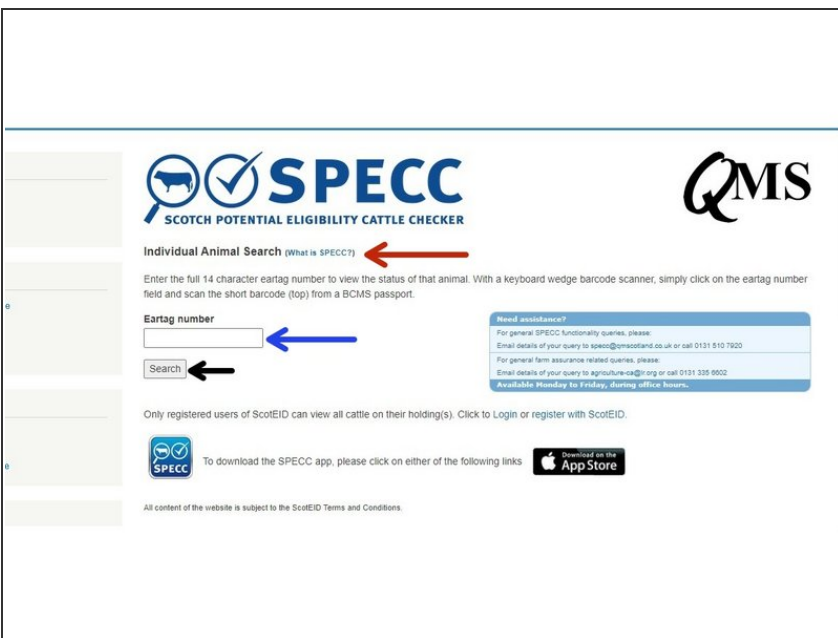 e
e
SPECC
SCOTCH POTENTIAL ELIGIBILITY CATTLE CHECKER
QMS
Individual Animal Search (What is SPECC?)
Enter the full 14 character eartag number to view the status of that animal. With a keyboard wedge barcode scanner, simply click on the eartag number
field and scan the short barcode (top) from a BCMS passport.
Eartag number
Search
Need assistance?
For general SPECC functionality queries, please:
Email details of your query to specc@qmscotland.co.uk or call 0131 510 7920
For general farm assurance related queries, please:
Email details of your query to agriculture-ca@lr.org or call 0131 335 6602
Available Monday to Friday, during office hours.
Only registered users of ScotEID can view all cattle on their holding(s). Click to Login or register with ScotEID.
SPECC
To download the SPECC app, please click on either of the following links
Download on the
App Store
All content of the website is subject to the ScotEID Terms and Conditions.